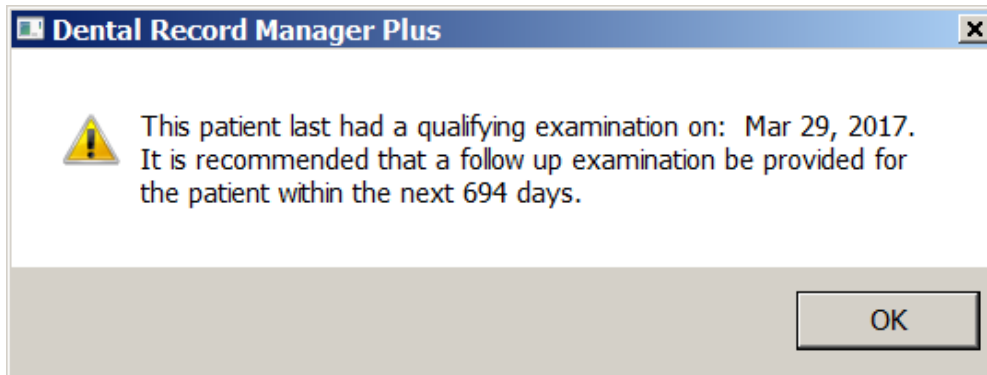 Dental Record Manager Plus
This patient last had a qualifying examination on:  Mar 29, 2017.
It is recommended that a follow up examination be provided for
the patient within the next 694 days.
OK